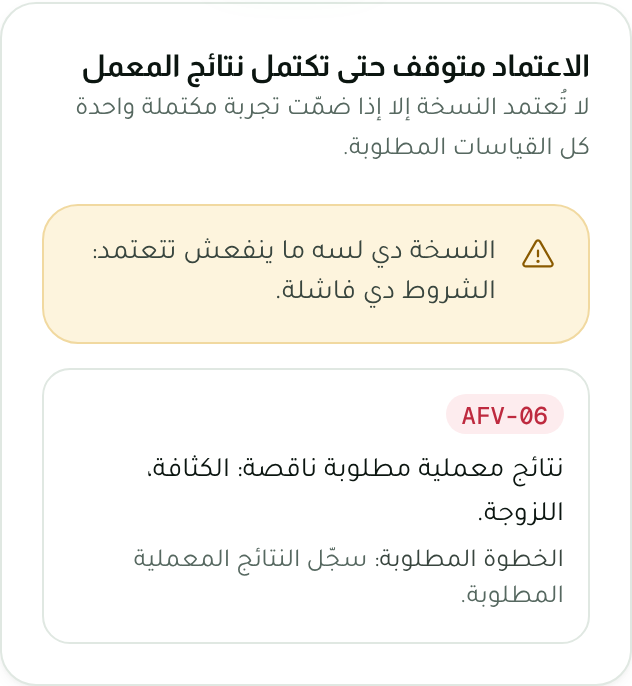 الاعتماد متوقف حتى تكتمل نتائج المعمل
لا تُعتمد النسخة إلا إذا ضمّت تجربة مكتملة واحدة
كل القياسات المطلوبة.
النسخة دي لسه ما ينفعش تتعتمد:
الشروط دي فاشلة.
AFV-06
نتائج معملية مطلوبة ناقصة: الكثافة،
اللزوجة.
الخطوة المطلوبة: سجّل النتائج المعملية
المطلوبة.